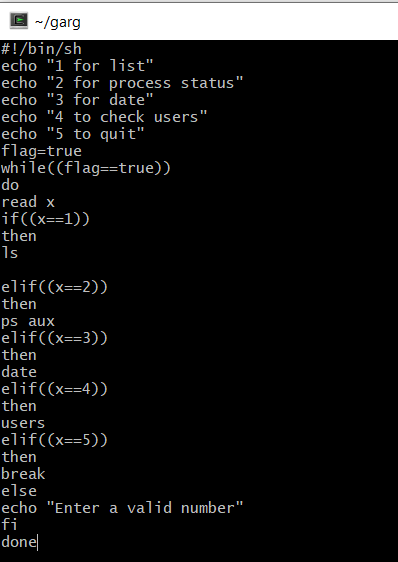 ~/garg
#!/bin/sh
echo "1 for list"
echo "2 for process status"
echo "3 for date"
echo "4 to check users"
echo "5 to quit"
flag=true
while((flag==true))
do
read x
if((x==1))
then
ls
elif((x==2))
then
ps aux
elif((x==3))
then
date
elif((x==4))
then
users
elif((x==5))
then
break
else
echo "Enter a valid number"
fi
done